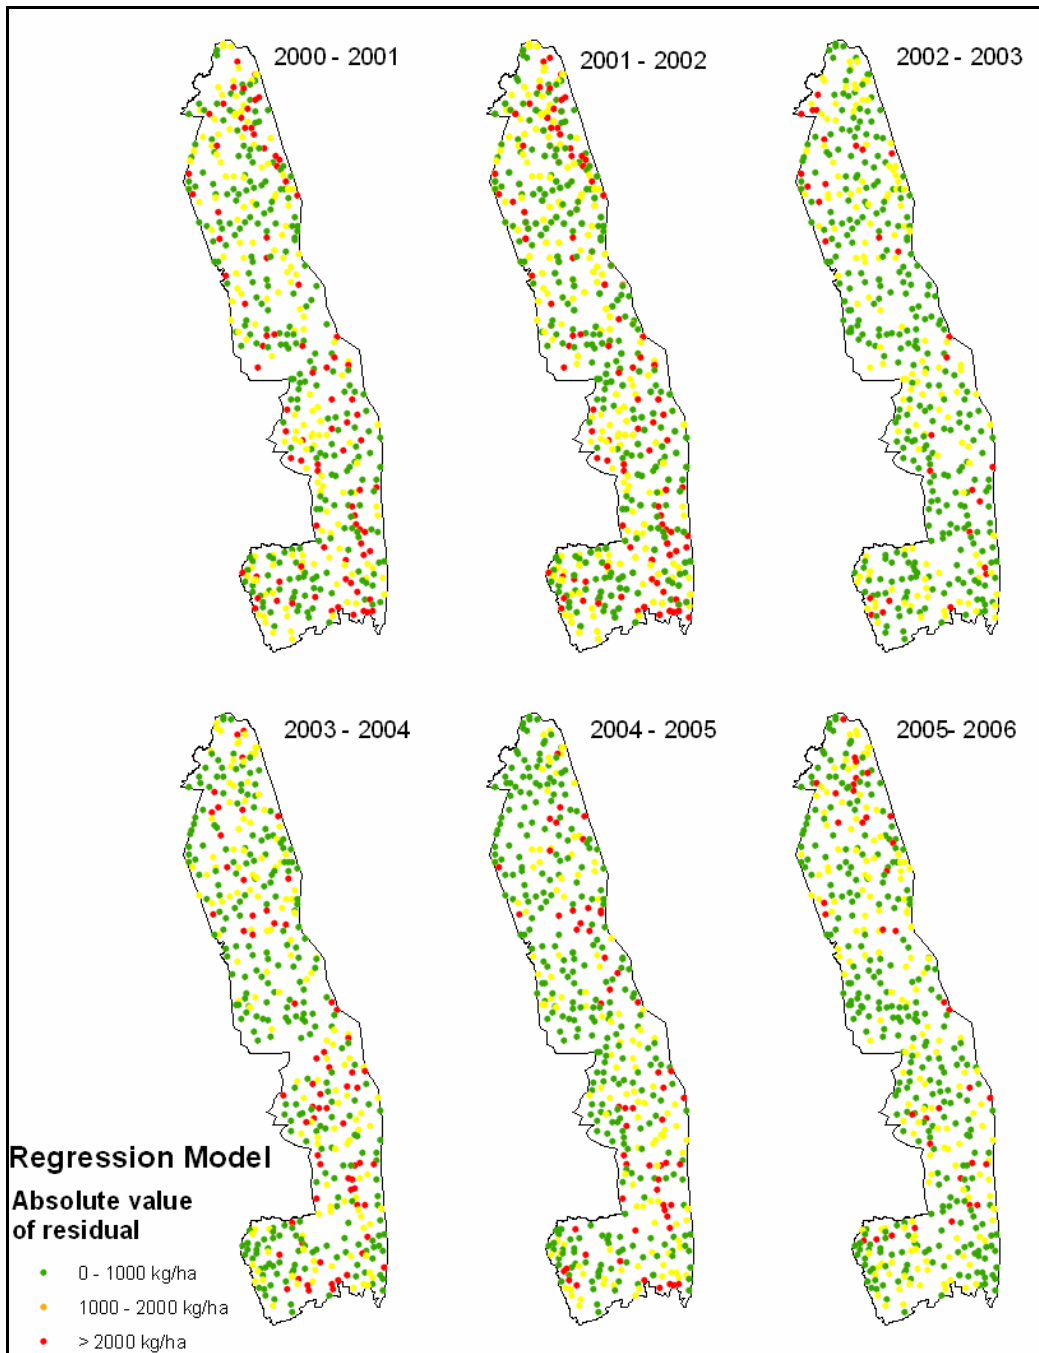 2000 - 2001
2001 - 2002
2002 - 2003
2003 - 2004
2004 - 2005
2005- 2006
Regression Model
Absolute value
of residual
0 - 1000 kg/ha
1000 - 2000 kg/ha
> 2000 kg/ha